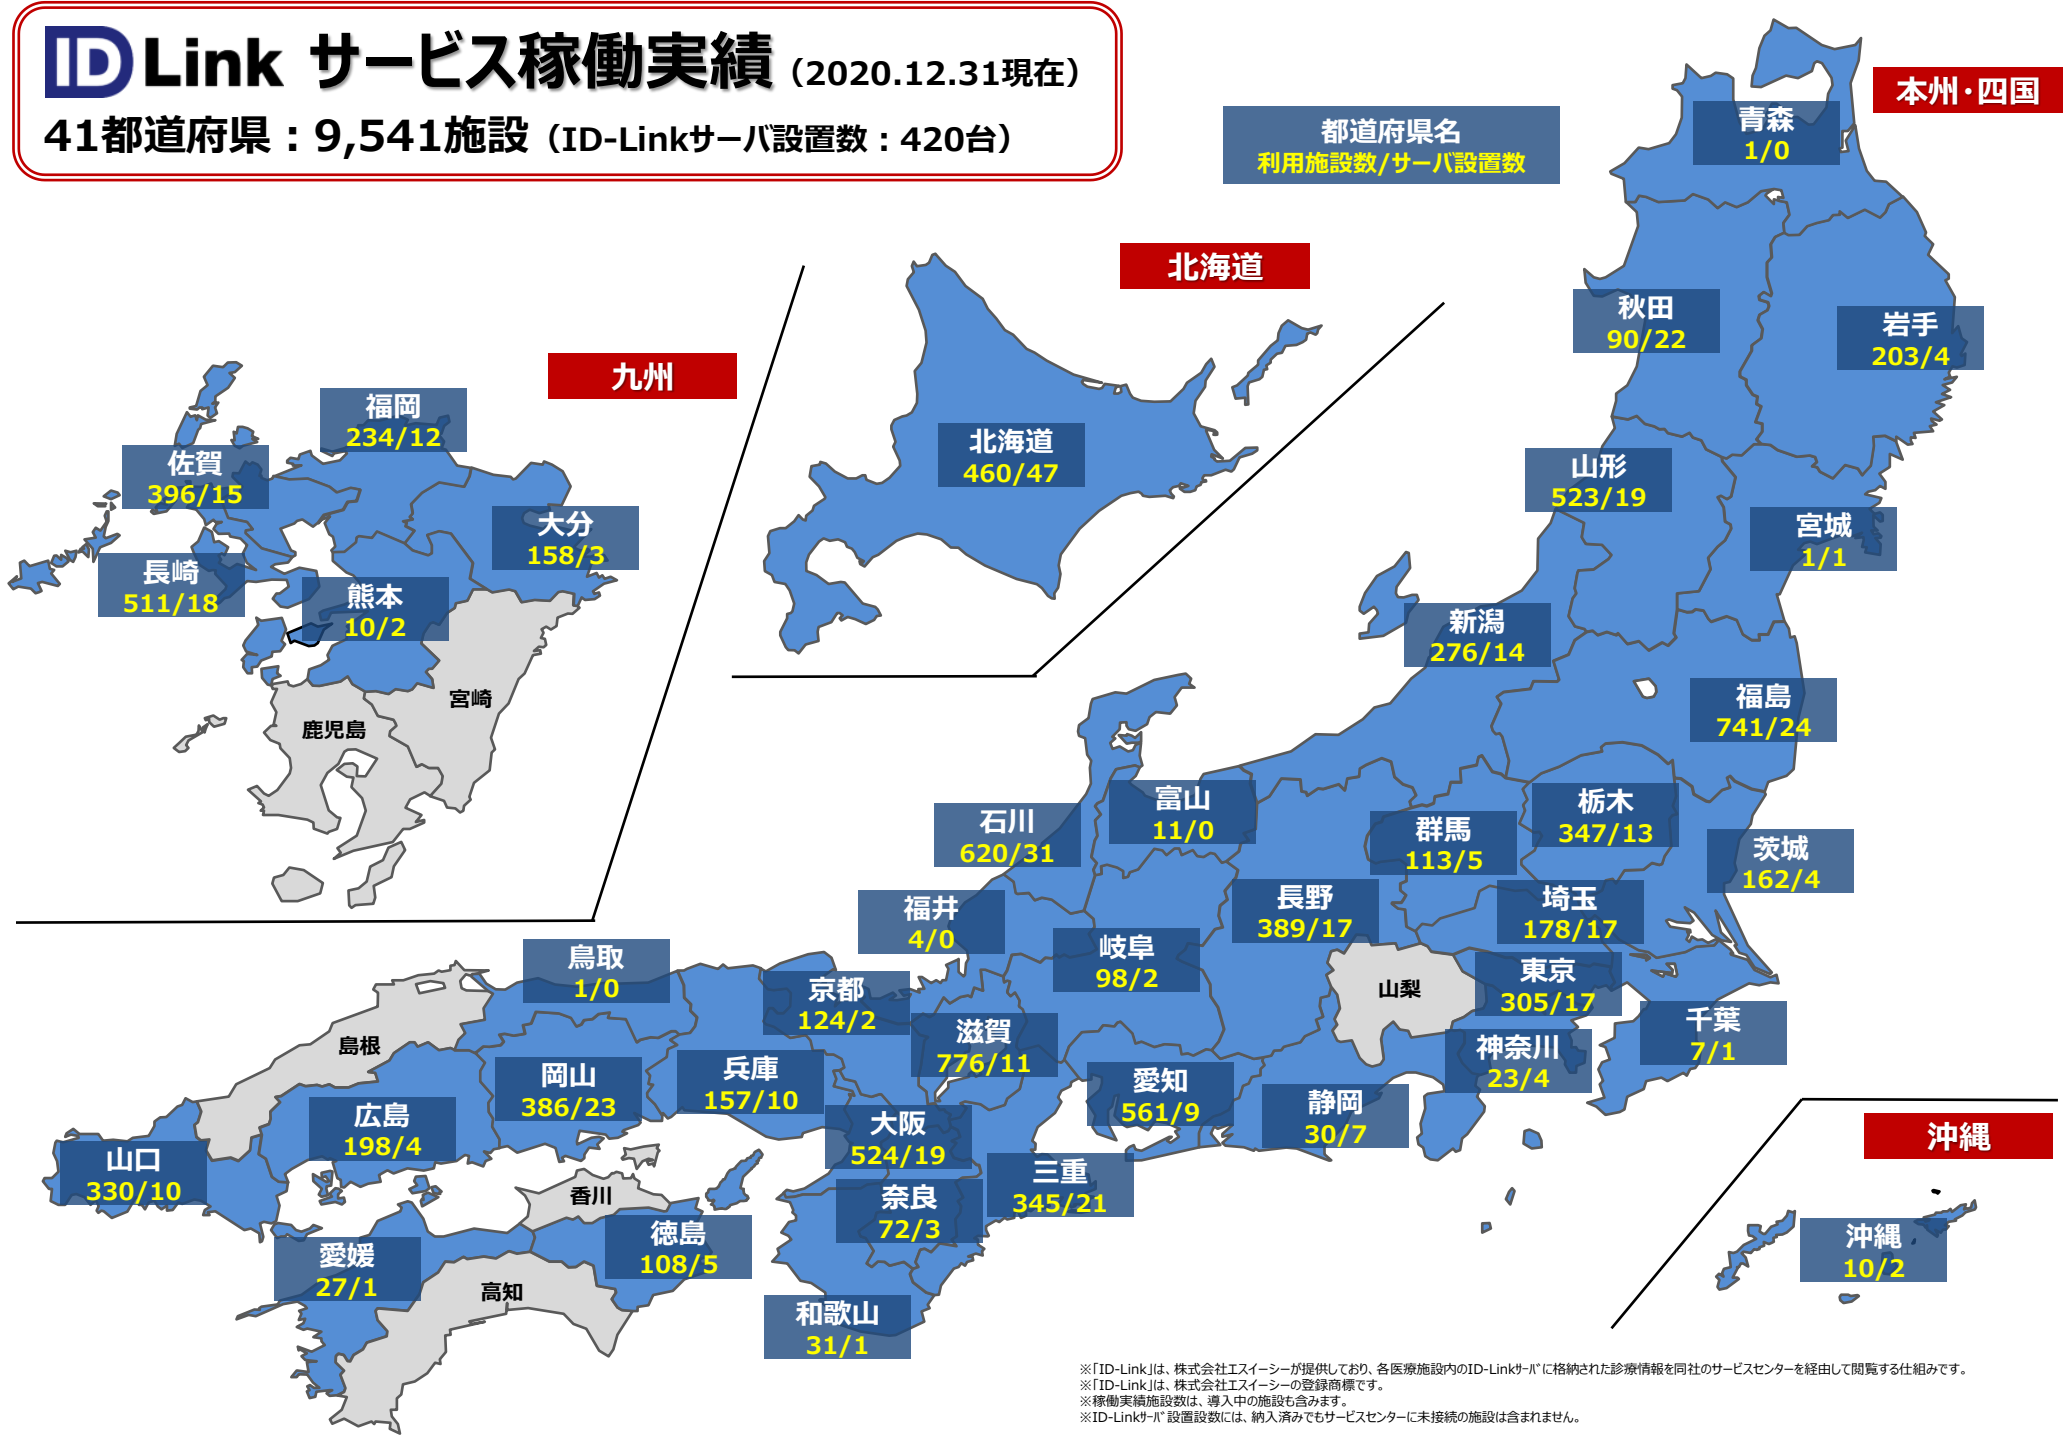 ID Link サービス稼働実績（2020.12.31現在）
41都道府県：9,541施設（ID-Linkサーバ設置数：420台）
都道府県名
利用施設数/サーバ設置数
本州・四国
青森
1/0
秋田
90/22
岩手
203/4
山形
523/19
宮城
1/1
新潟
276/14
福島
741/24
富山
11/0
石川
620/31
群馬
113/5
栃木
347/13
茨城
162/4
福井
4/0
長野
389/17
埼玉
178/17
岐阜
98/2
山梨
東京
305/17
千葉
7/1
神奈川
23/4
静岡
30/7
愛知
561/9
滋賀
776/11
京都
124/2
鳥取
1/0
島根
岡山
386/23
兵庫
157/10
広島
198/4
山口
330/10
大阪
524/19
三重
345/21
奈良
72/3
和歌山
31/1
香川
徳島
108/5
愛媛
27/1
高知
北海道
北海道
460/47
九州
福岡
234/12
佐賀
396/15
大分
158/3
長崎
511/18
熊本
10/2
宮崎
鹿児島
沖縄
沖縄
10/2
※「ID-Link」は、株式会社エスイーシーが提供しており、各医療施設内のID-Linkｻｰﾊﾞに格納された診療情報を同社のサービスセンターを経由して閲覧する仕組みです。
※「ID-Link」は、株式会社エスイーシーの登録商標です。
※稼働実績施設数は、導入中の施設も含みます。
※ID-Linkｻｰﾊﾞ設置設数には、納入済みでもサービスセンターに未接続の施設は含まれません。